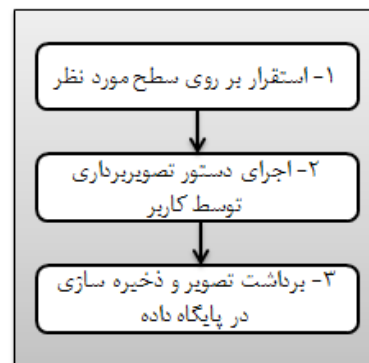 ۱- استقرار بر روی سطح مورد نظر
۲- اجرای دستور تصویربرداری
توسط کاربر
۳- برداشت تصویر و ذخیره سازی
در پایگاه داده